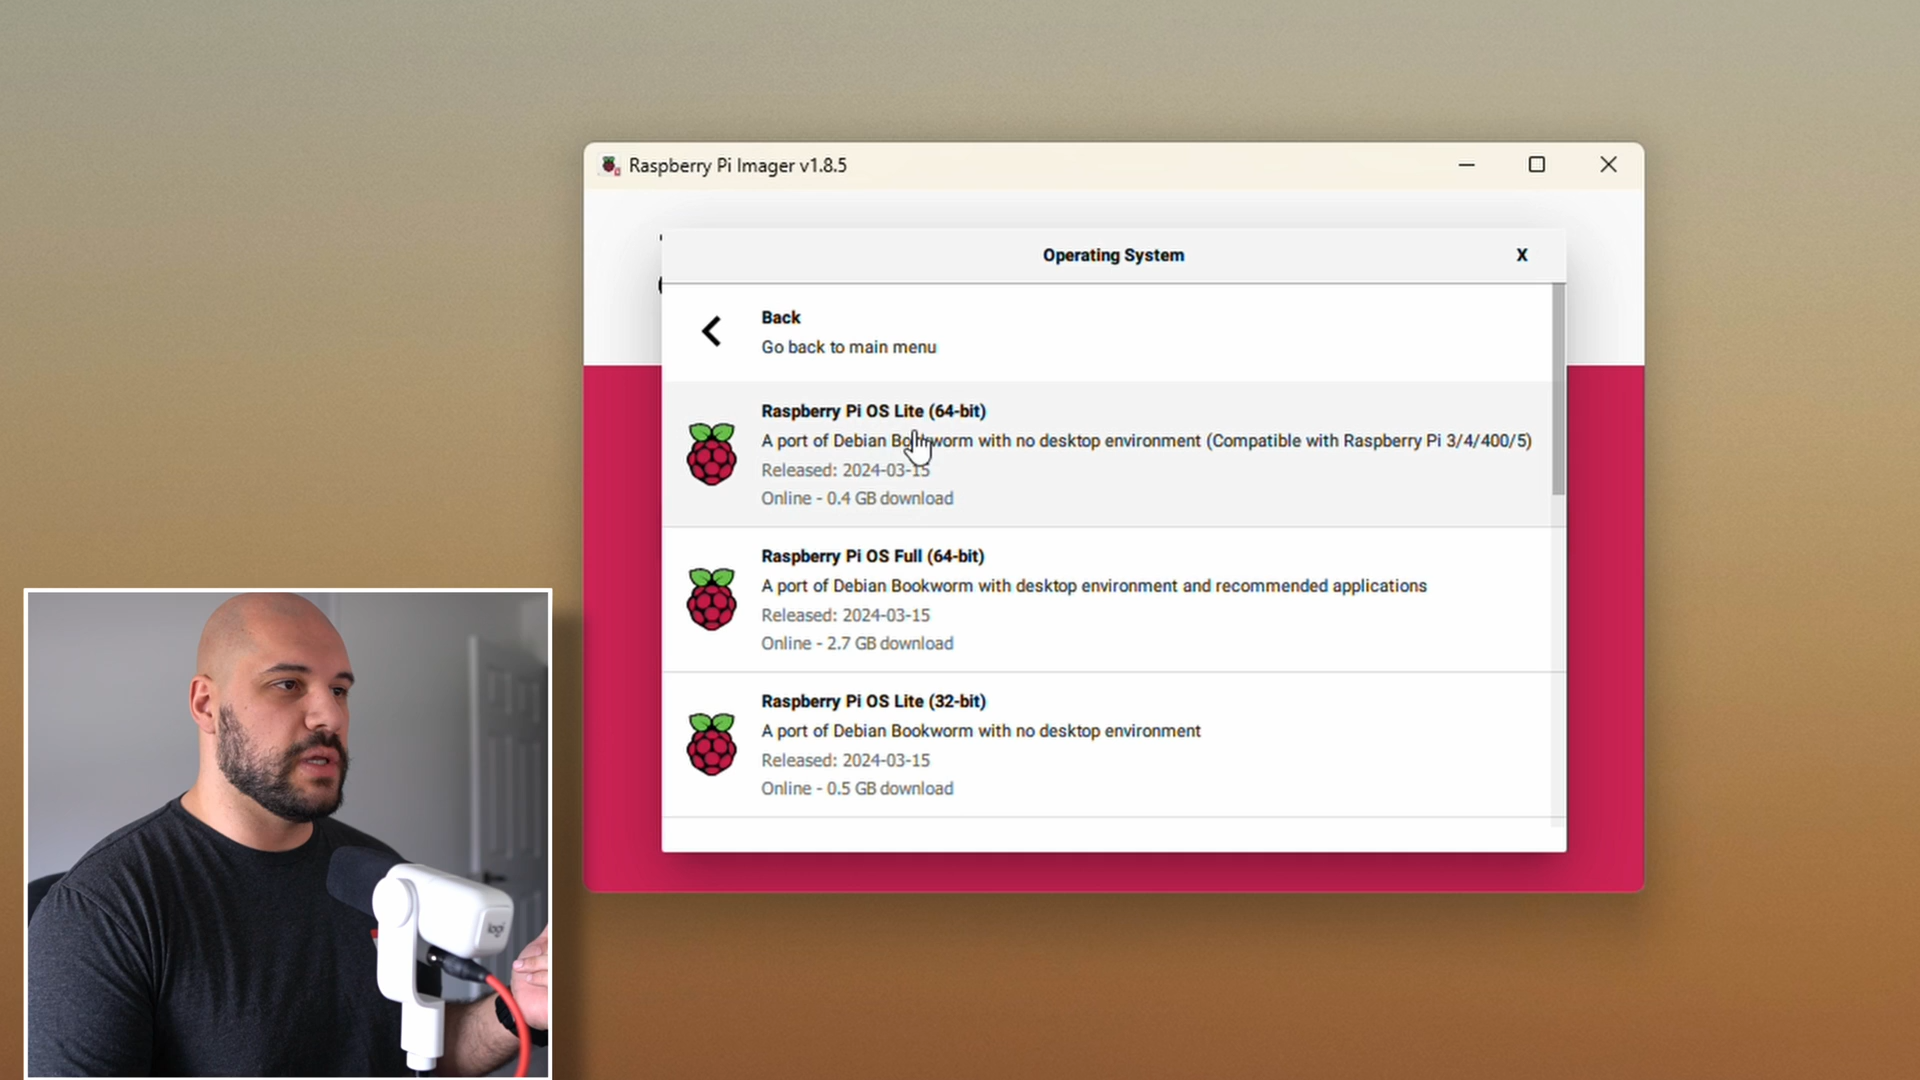 Raspberry Pi Imager v1.8.5
Operating System
X
Back
Go back to main menu
Raspberry Pi OS Lite (64-bit)
A port of Debian Bookworm with no desktop environment (Compatible with Raspberry Pi 3/4/400/5)
Released: 2024-03-15
Online - 0.4 GB download
Raspberry Pi OS Full (64-bit)
A port of Debian Bookworm with desktop environment and recommended applications
Released: 2024-03-15
Online - 2.7 GB download
Raspberry Pi OS Lite (32-bit)
A port of Debian Bookworm with no desktop environment
Released: 2024-03-15
Online - 0.5 GB download
logi